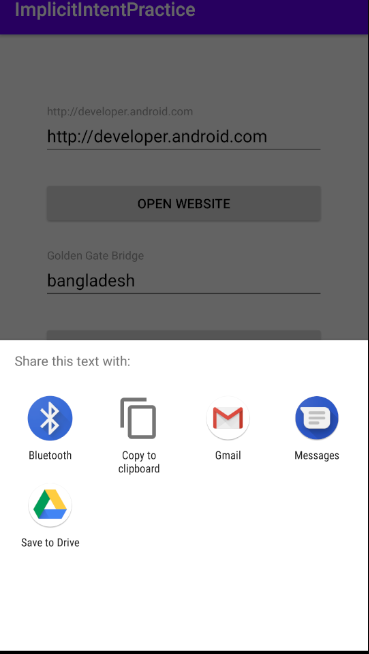 ImplicitIntentPractice
http://developer.android.com
http://developer.android.com
OPEN WEBSITE
Golden Gate Bridge
bangladesh
Share this text with:
Bluetooth
Copy to
clipboard
Gmail
Messages
Save to Drive